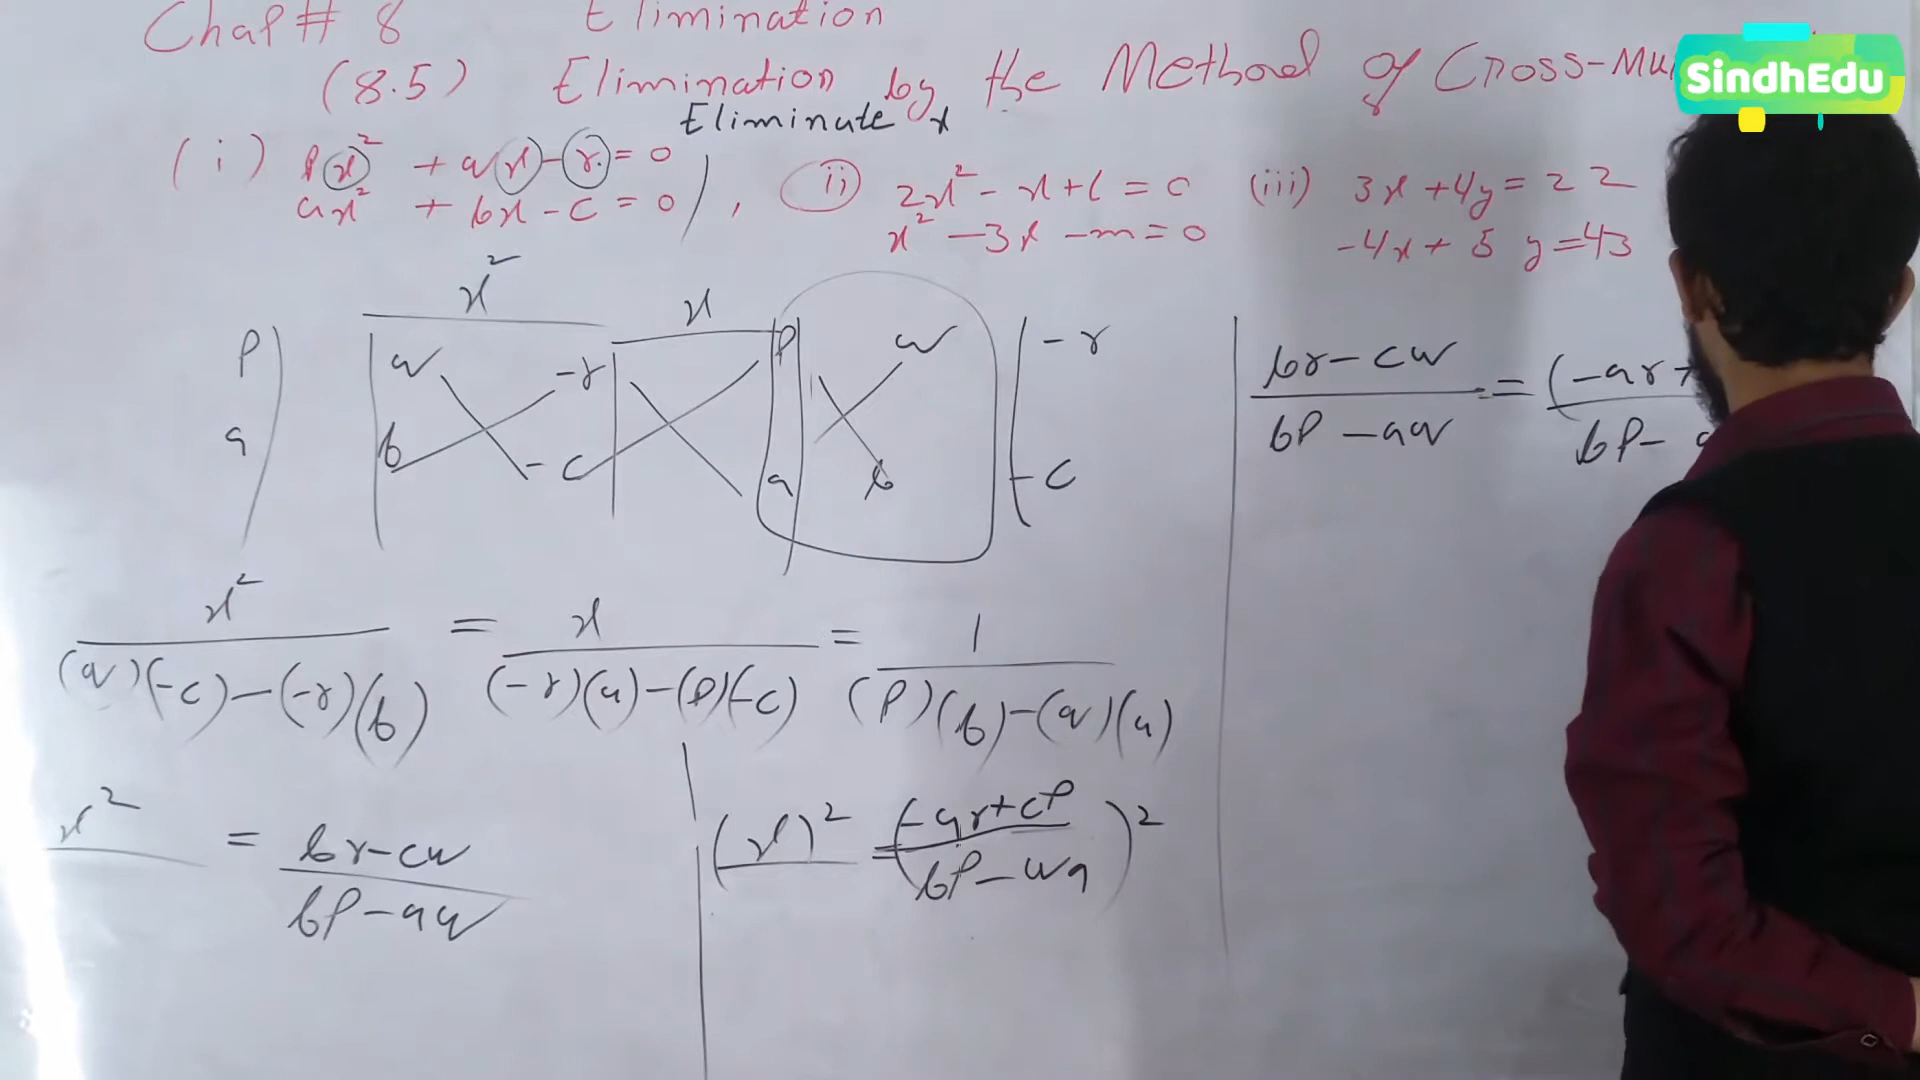 Chap # 8 Elimination
(8.5) Elimination by the Method of Cross-Mu
SindhEdu
Eliminate x
(i) px² + qx - r = 0
ax² + bx - c = 0 ,
(ii) 2x² - x + l = 0
x² - 3x - m = 0
(iii) 3x + 4y = 22
-4x + 5y = 43
x² x
p q -r p q -r
a b -c a b -c
x² / (q)(-c) - (-r)(b) = x / (-r)(a) - (p)(-c) = 1 / (p)(b) - (q)(a)
x² = br - cq / bp - aq
(x)² = (-ar + cp / bp - qa)²
br - cq / bp - aq = (-ar + / bp -